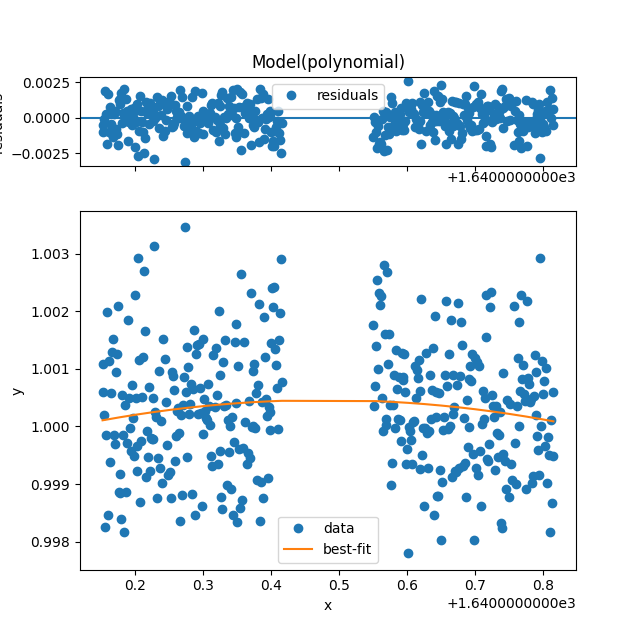 Model(polynomial)
0.0025
0.0000
−0.0025
residuals
residuals
+1.6400000000e3
1.003
1.002
1.001
1.000
0.999
0.998
y
data
best-fit
0.2
0.3
0.4
0.5
0.6
0.7
0.8
x
+1.6400000000e3